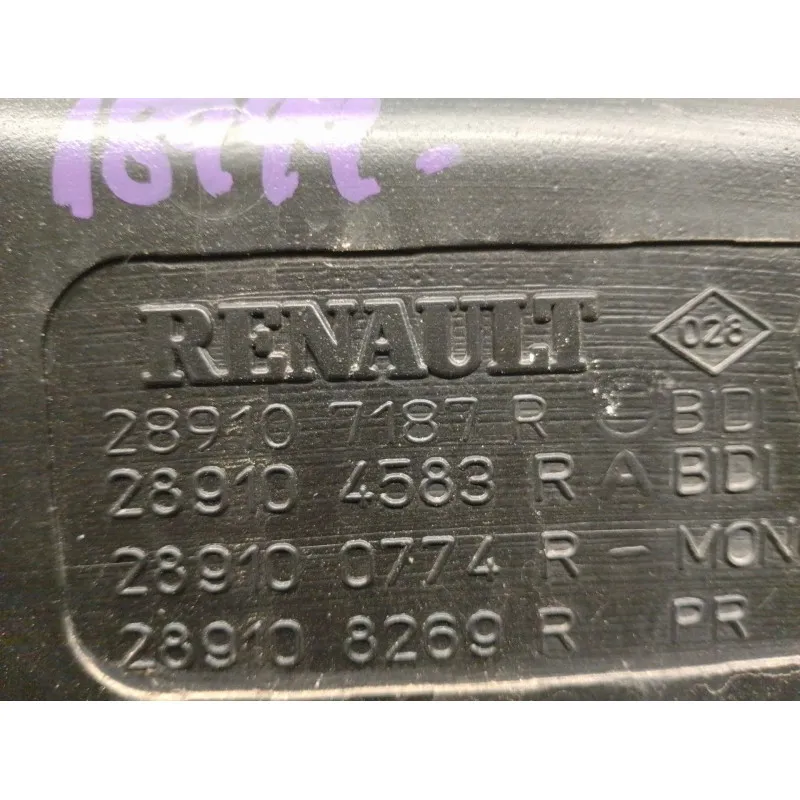 RENAULT 028
28910 7187 R BIDI
28910 4583 R A BIDI
28910 0774 R - MON
28910 8269 R PR